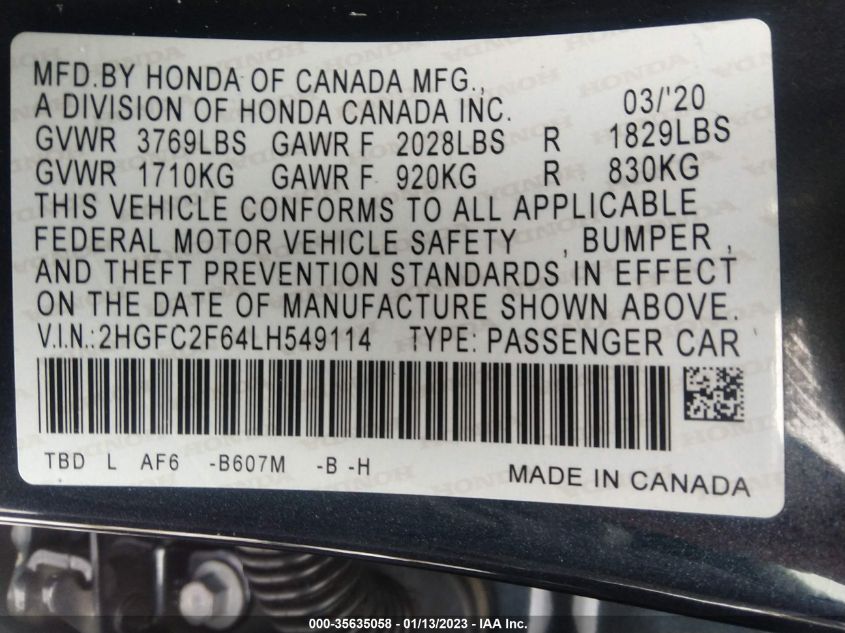 MFD.BY HONDA OF CANADA MFG.,
A DIVISION OF HONDA CANADA INC. 03/'20
GVWR 3769LBS GAWR F 2028LBS R 1829LBS
GVWR 1710KG GAWR F 920KG R 830KG
THIS VEHICLE CONFORMS TO ALL APPLICABLE
FEDERAL MOTOR VEHICLE SAFETY , BUMPER ,
AND THEFT PREVENTION STANDARDS IN EFFECT
ON THE DATE OF MANUFACTURE SHOWN ABOVE.
V.I.N.:2HGFC2F64LH549114 TYPE: PASSENGER CAR
TBD L AF6 -B607M -B -H
MADE IN CANADA
000-35635058 — 01/13/2023 — IAA Inc.